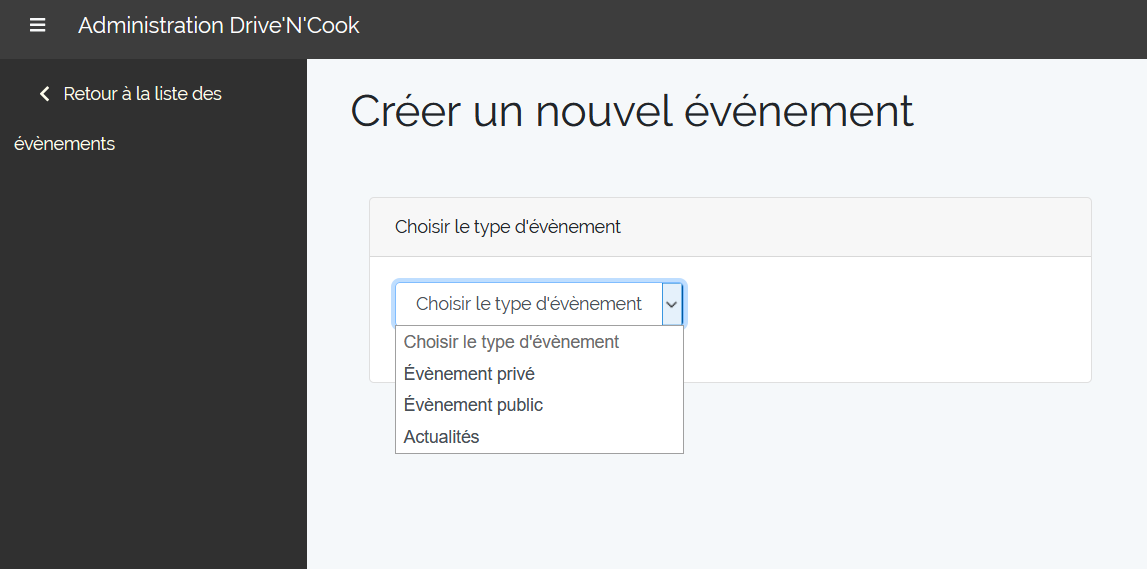 Administration Drive'N'Cook
Retour à la liste des
évènements
Créer un nouvel événement
Choisir le type d'évènement
Choisir le type d'évènement
Choisir le type d'évènement
Évènement privé
Évènement public
Actualités